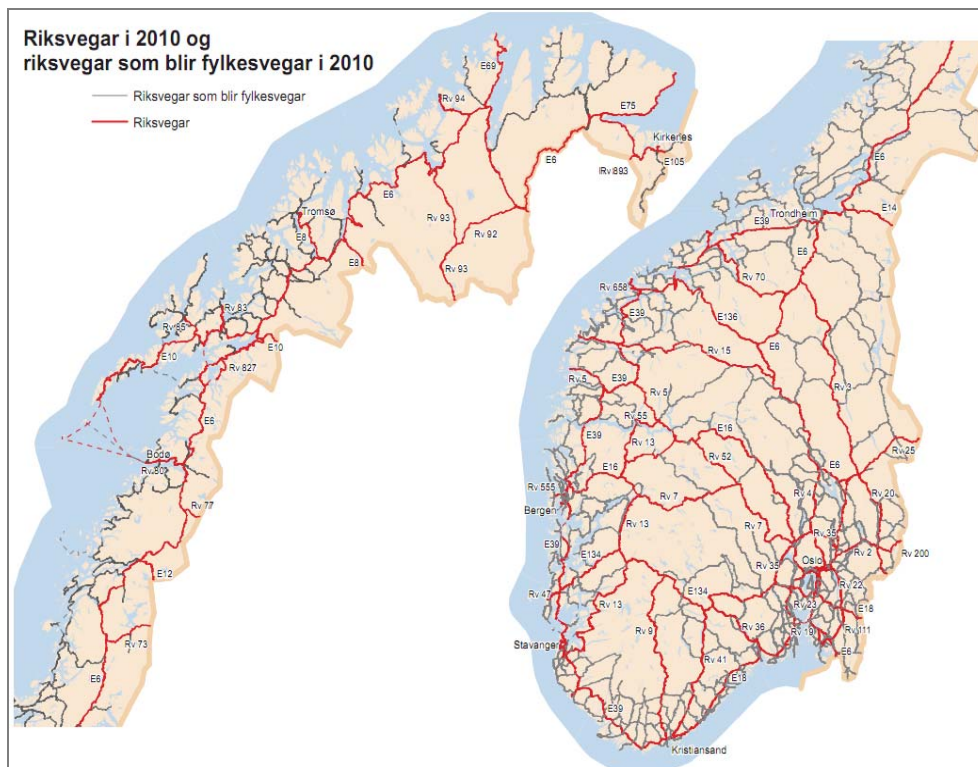 Riksvegar i 2010 og
riksvegar som blir fylkesvegar i 2010
Riksvegar som blir fylkesvegar
Riksvegar
E69
Rv 94
E75
Kirkenes
E6
E105
Rv 893
Tromsø
E6
E8
Rv 93
Rv 92
E8
Rv 93
Rv 83
Rv 85
E10
E10
Rv 827
E6
Bodø
Rv 80
Rv 77
E12
Rv 73
E6
E6
Trondheim
E14
E39
E6
Rv 70
Rv 658
E39
E136
E6
Rv 15
Rv 5
E39
Rv 5
Rv 3
Rv 55
E16
E39
Rv 13
Rv 25
Rv 52
E16
E6
Rv 555
Rv 4
Rv 20
Bergen
Rv 7
Rv 13
Rv 7
Rv 35
E39
E134
Oslo
Rv 2
Rv 200
Rv 35
Rv 22
Rv 47
Rv 13
E134
Rv 23
E18
Rv 9
Rv 36
Rv 19
Rv 111
Stavanger
Rv 41
E6
E18
E39
Kristiansand